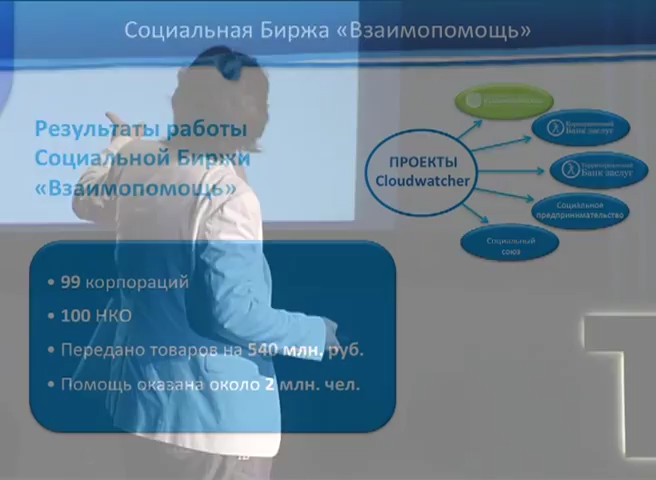 Социальная Биржа «Взаимопомощь»
Результаты работы
Социальной Биржи
«Взаимопомощь»
ПРОЕКТЫ
Cloudwatcher
Банк заслуг
Банк заслуг
Социальное
предпринимательство
Социальный
союз
• 99 корпораций
• 100 НКО
• Передано товаров на 540 млн. руб.
• Помощь оказана около 2 млн. чел.
T